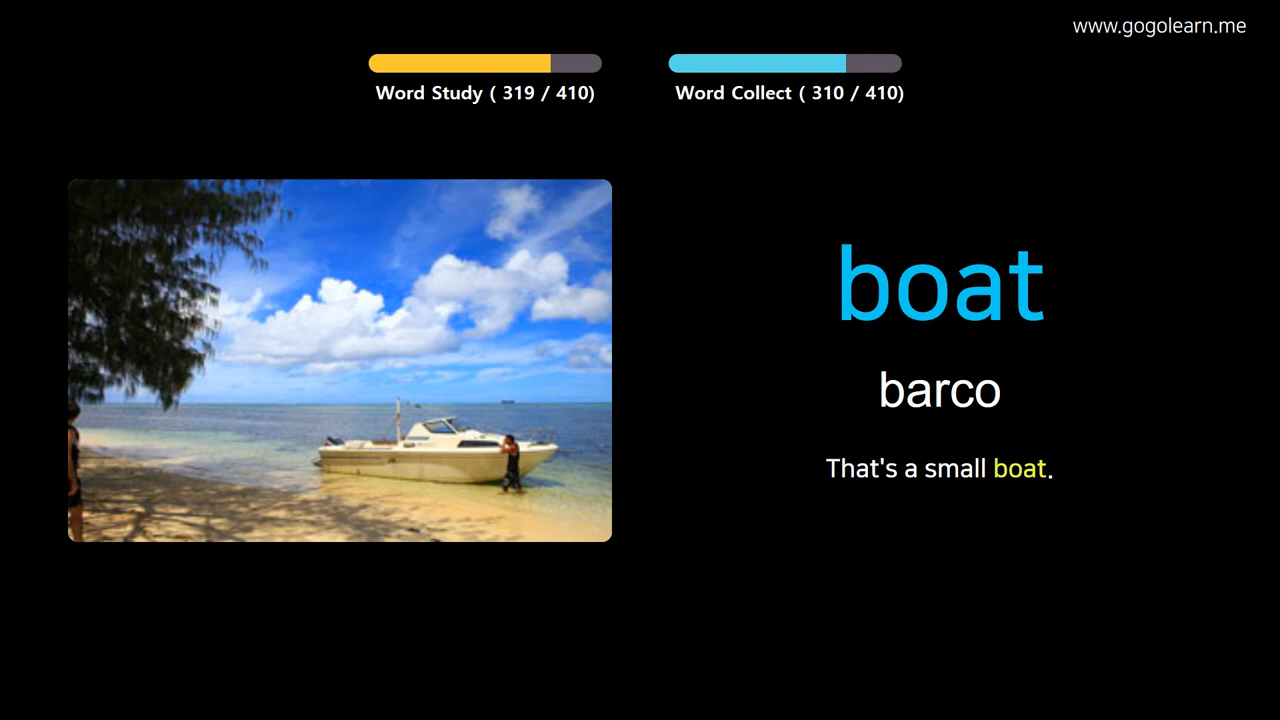 www.gogolearn.me
Word Study ( 319 / 410)
Word Collect ( 310 / 410)
boat
barco
That's a small boat.